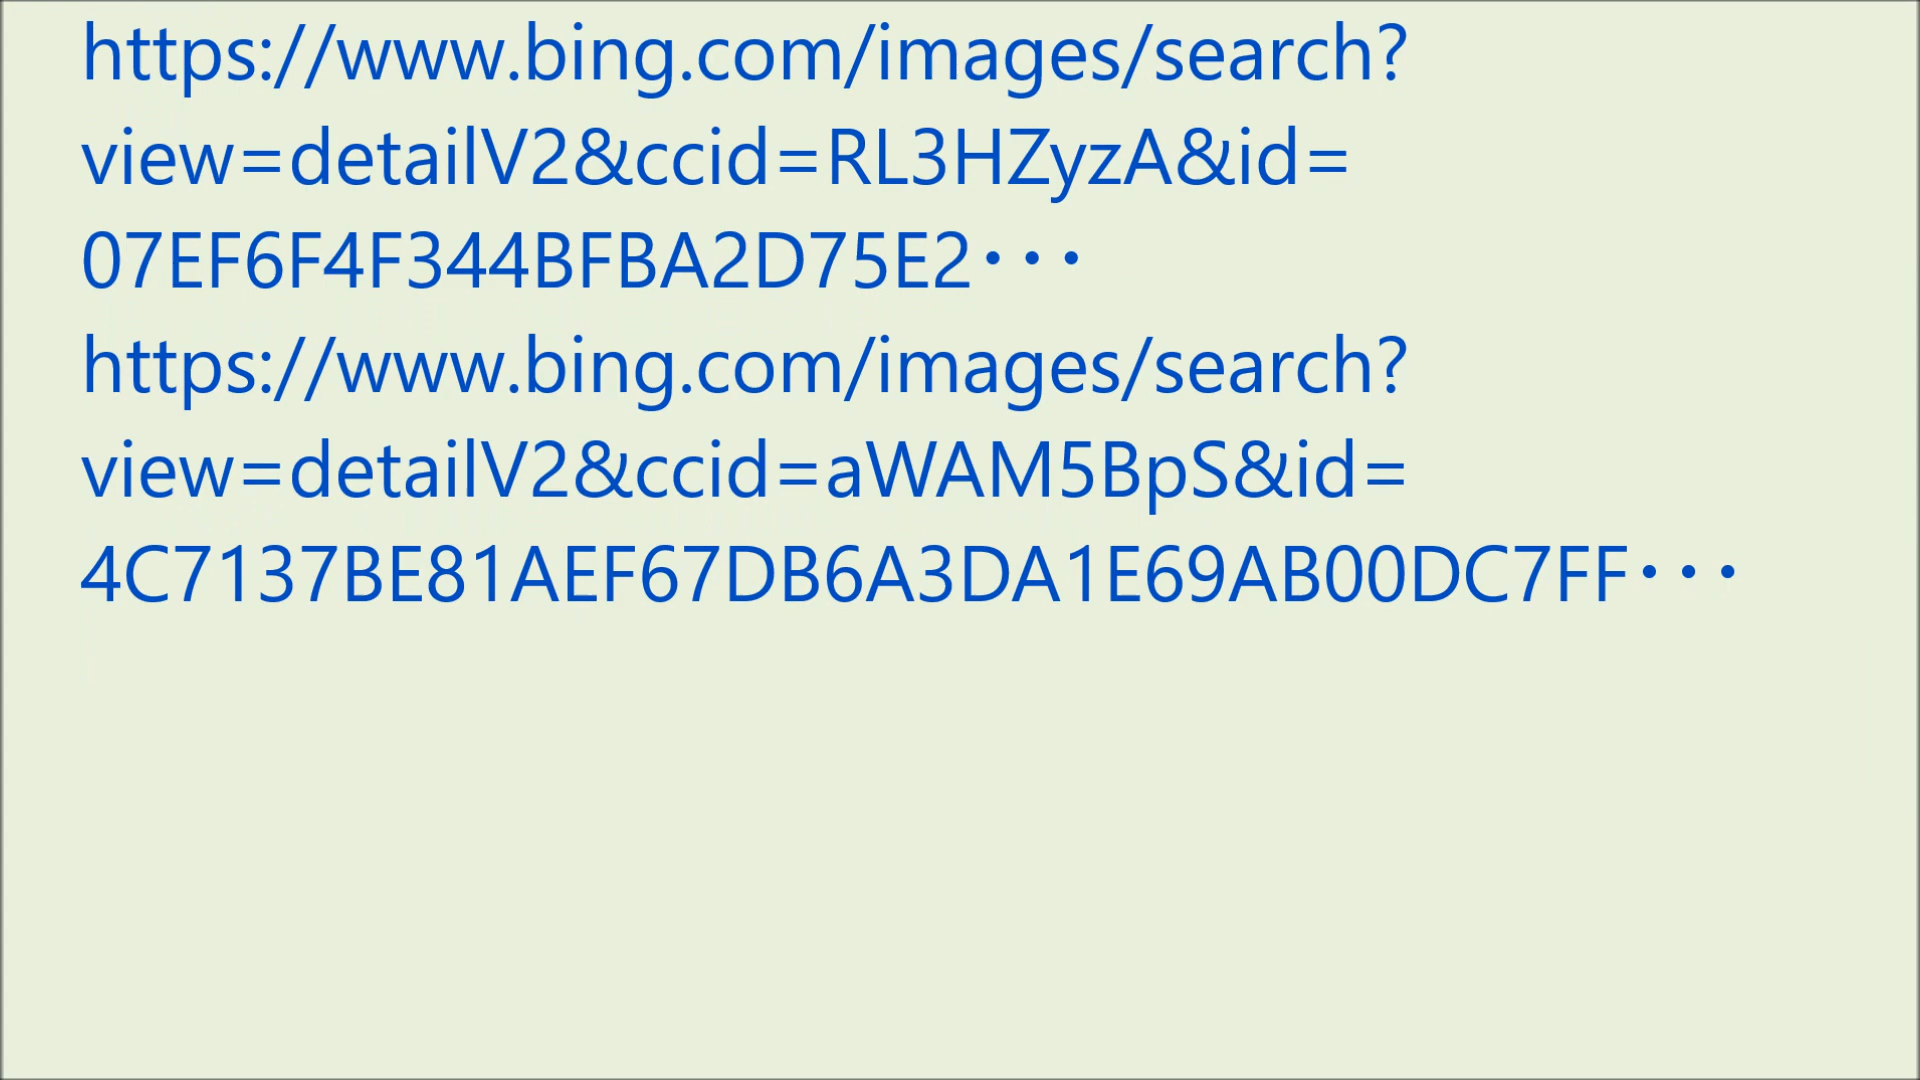 https://www.bing.com/images/search?
view=detailV2&ccid=RL3HZyzA&id=
07EF6F4F344BFBA2D75E2･･･
https://www.bing.com/images/search?
view=detailV2&ccid=aWAM5BpS&id=
4C7137BE81AEF67DB6A3DA1E69AB00DC7FF･･･